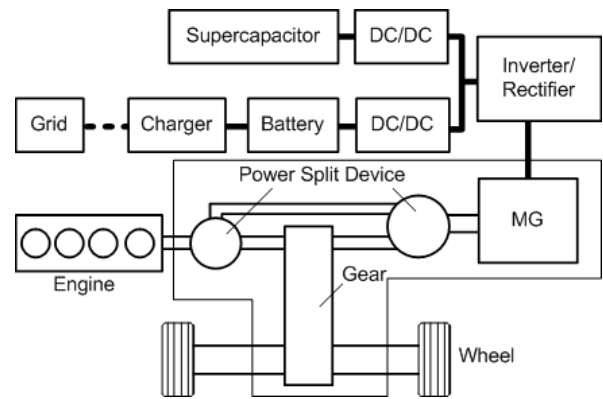 Supercapacitor
DC/DC
Inverter/
Rectifier
Grid
Charger
Battery
DC/DC
Power Split Device
MG
Engine
Gear
Wheel